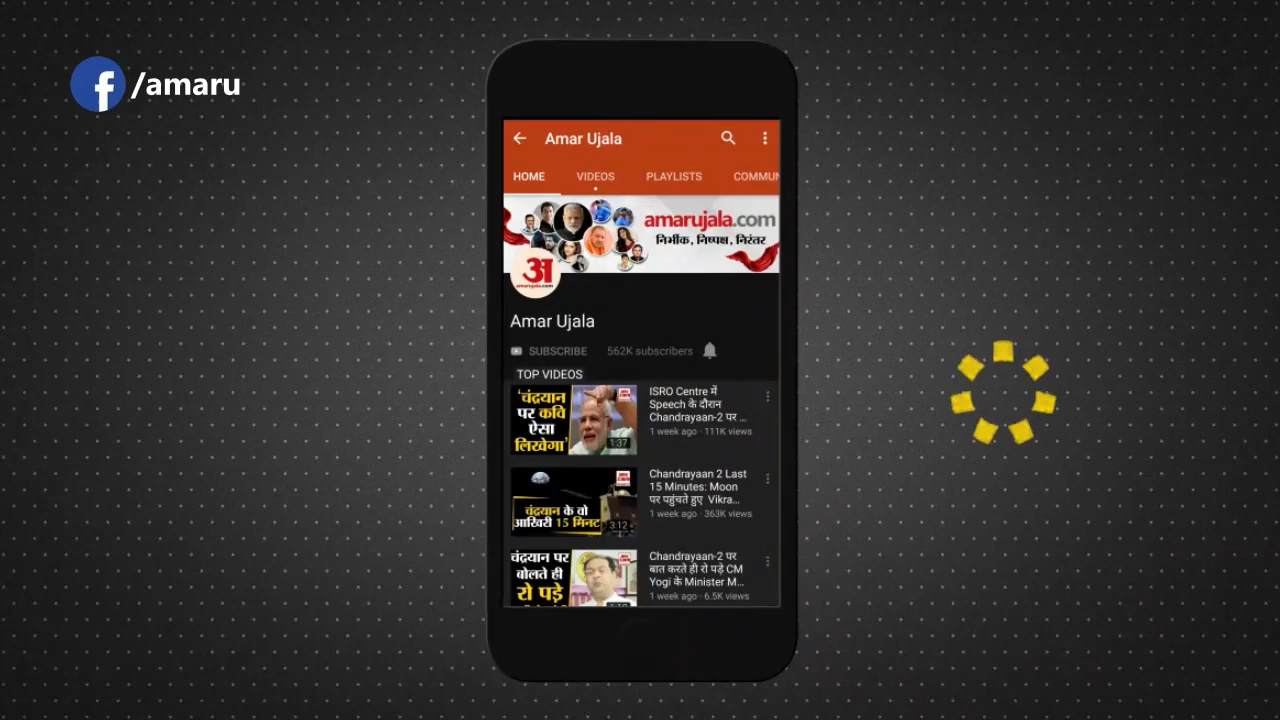 /amaru
Amar Ujala
HOME VIDEOS PLAYLISTS COMMUN
amarujala.com
निर्भीक, निष्पक्ष, निरंतर
अ
amarujala.com
Amar Ujala
SUBSCRIBE 562K subscribers
TOP VIDEOS
'चंद्रयान
पर कवि
ऐसा
लिखेगा'
1:37
ISRO Centre में
Speech के दौरान
Chandrayaan-2 पर ...
1 week ago · 111K views
चंद्रयान के वो
आखिरी 15 मिनट
3:12
Chandrayaan 2 Last
15 Minutes: Moon
पर पहुंचते हुए Vikra...
1 week ago · 363K views
चंद्रयान पर
बोलते ही
रो पड़े
Chandrayaan-2 पर
बात करते ही रो पड़े CM
Yogi के Minister M...
1 week ago · 6.5K views